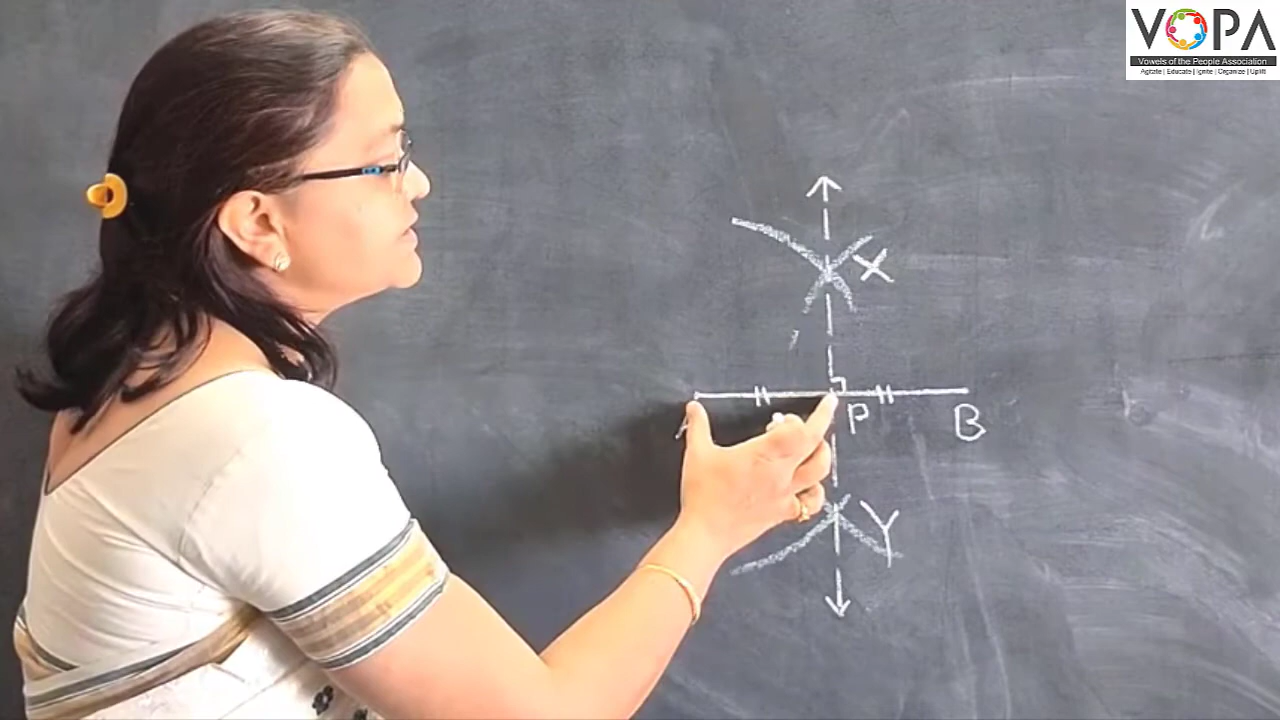 VOPA
Vowels of the People Association
Agitate | Educate | Ignite | Organize | Uplift
X
P
B
Y